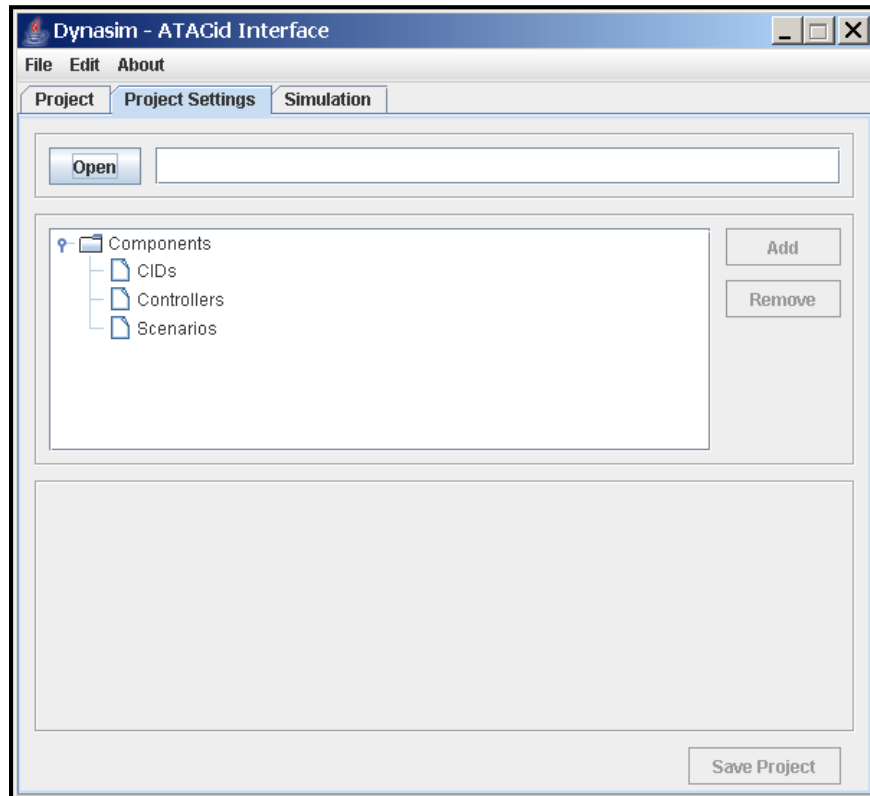 Dynasim - ATACid Interface
File Edit About
Project Project Settings Simulation
Open
Components
CIDs
Controllers
Scenarios
Add
Remove
Save Project